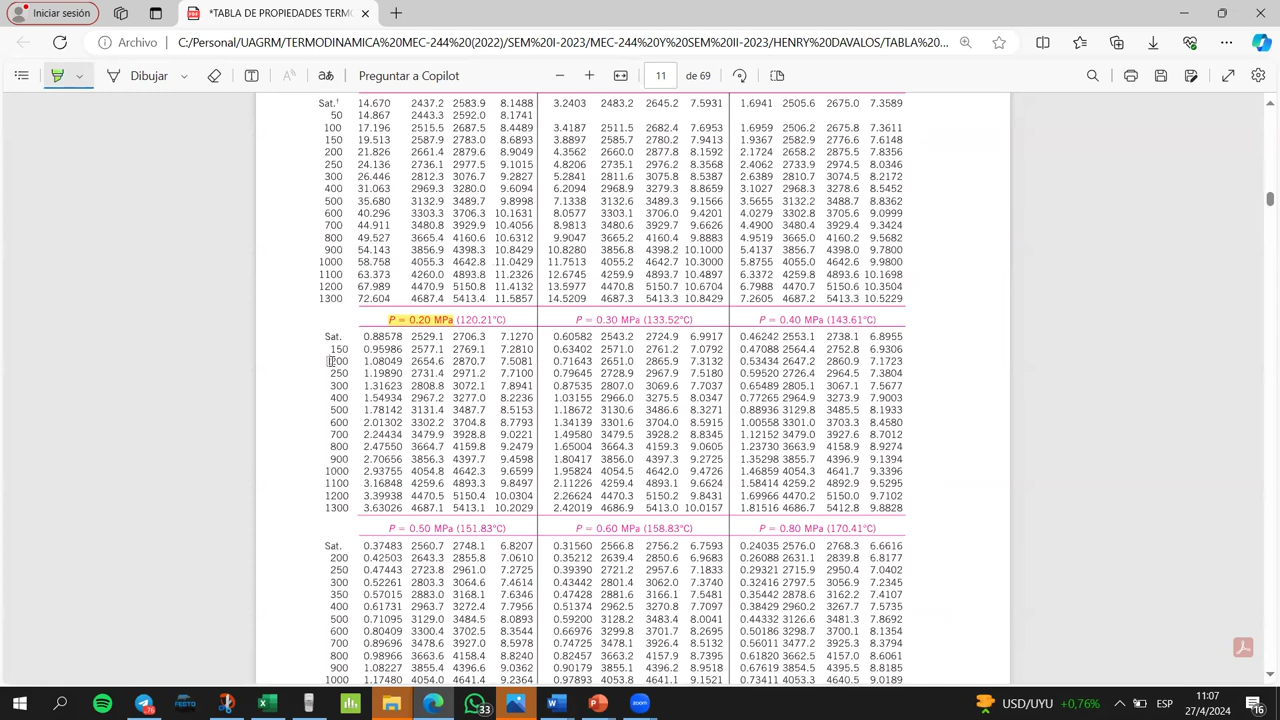 Iniciar sesión
*TABLA DE PROPIEDADES TERMO
Archivo
C:/Personal/UAGRM/TERMODINAMICA%20MEC-244%20(2022)/SEM%20I-2023/MEC-244%20Y%20SEM%20II-2023/HENRY%20DAVALOS/TABLA%20...
Dibujar
aあ
Preguntar a Copilot
11
de 69
Sat.† 14.670 2437.2 2583.9 8.1488 3.2403 2483.2 2645.2 7.5931 1.6941 2505.6 2675.0 7.3589
50 14.867 2443.3 2592.0 8.1741
100 17.196 2515.5 2687.5 8.4489 3.4187 2511.5 2682.4 7.6953 1.6959 2506.2 2675.8 7.3611
150 19.513 2587.9 2783.0 8.6893 3.8897 2585.7 2780.2 7.9413 1.9367 2582.9 2776.6 7.6148
200 21.826 2661.4 2879.6 8.9049 4.3562 2660.0 2877.8 8.1592 2.1724 2658.2 2875.5 7.8356
250 24.136 2736.1 2977.5 9.1015 4.8206 2735.1 2976.2 8.3568 2.4062 2733.9 2974.5 8.0346
300 26.446 2812.3 3076.7 9.2827 5.2841 2811.6 3075.8 8.5387 2.6389 2810.7 3074.5 8.2172
400 31.063 2969.3 3280.0 9.6094 6.2094 2968.9 3279.3 8.8659 3.1027 2968.3 3278.6 8.5452
500 35.680 3132.9 3489.7 9.8998 7.1338 3132.6 3489.3 9.1566 3.5655 3132.2 3488.7 8.8362
600 40.296 3303.3 3706.3 10.1631 8.0577 3303.1 3706.0 9.4201 4.0279 3302.8 3705.6 9.0999
700 44.911 3480.8 3929.9 10.4056 8.9813 3480.6 3929.7 9.6626 4.4900 3480.4 3929.4 9.3424
800 49.527 3665.4 4160.6 10.6312 9.9047 3665.2 4160.4 9.8883 4.9519 3665.0 4160.2 9.5682
900 54.143 3856.9 4398.3 10.8429 10.8280 3856.8 4398.2 10.1000 5.4137 3856.7 4398.0 9.7800
1000 58.758 4055.3 4642.8 11.0429 11.7513 4055.2 4642.7 10.3000 5.8755 4055.0 4642.6 9.9800
1100 63.373 4260.0 4893.8 11.2326 12.6745 4259.9 4893.7 10.4897 6.3372 4259.8 4893.6 10.1698
1200 67.989 4470.9 5150.8 11.4132 13.5977 4470.8 5150.7 10.6704 6.7988 4470.7 5150.6 10.3504
1300 72.604 4687.4 5413.4 11.5857 14.5209 4687.3 5413.4 10.8429 7.2605 4687.2 5413.3 10.5229
P = 0.20 MPa (120.21°C) P = 0.30 MPa (133.52°C) P = 0.40 MPa (143.61°C)
Sat. 0.88578 2529.1 2706.3 7.1270 0.60582 2543.2 2724.9 6.9917 0.46242 2553.1 2738.1 6.8955
150 0.95986 2577.1 2769.1 7.2810 0.63402 2571.0 2761.2 7.0792 0.47088 2564.4 2752.8 6.9306
200 1.08049 2654.6 2870.7 7.5081 0.71643 2651.0 2865.9 7.3132 0.53434 2647.2 2860.9 7.1723
250 1.19890 2731.4 2971.2 7.7100 0.79645 2728.9 2967.9 7.5180 0.59520 2726.4 2964.5 7.3804
300 1.31623 2808.8 3072.1 7.8941 0.87535 2807.0 3069.6 7.7037 0.65489 2805.1 3067.1 7.5677
400 1.54934 2967.2 3277.0 8.2236 1.03155 2966.0 3275.5 8.0347 0.77265 2964.9 3273.9 7.9003
500 1.78142 3131.4 3487.7 8.5153 1.18672 3130.6 3486.6 8.3271 0.88936 3129.8 3485.5 8.1933
600 2.01302 3302.2 3704.8 8.7793 1.34139 3301.6 3704.0 8.5915 1.00558 3301.0 3703.3 8.4580
700 2.24434 3479.9 3928.8 9.0221 1.49580 3479.5 3928.2 8.8345 1.12152 3479.0 3927.6 8.7012
800 2.47550 3664.7 4159.1 9.2479 1.65004 3664.4 4159.3 9.0605 1.23730 3663.9 4158.9 8.9274
900 2.70656 3856.3 4397.7 9.4598 1.80417 3856.0 4397.3 9.2725 1.35298 3855.7 4396.9 9.1394
1000 2.93755 4054.8 4642.3 9.6599 1.95824 4054.5 4642.0 9.4726 1.46859 4054.3 4641.7 9.3396
1100 3.16848 4259.6 4893.3 9.8497 2.11226 4259.4 4893.1 9.6624 1.58414 4259.2 4892.9 9.5295
1200 3.39938 4470.5 5150.4 10.0304 2.26624 4470.3 5150.2 9.8431 1.69966 4470.2 5150.0 9.7102
1300 3.63026 4687.1 5413.1 10.2029 2.42019 4686.9 5413.0 10.0157 1.81516 4686.7 5412.8 9.8828
P = 0.50 MPa (151.83°C) P = 0.60 MPa (158.83°C) P = 0.80 MPa (170.41°C)
Sat. 0.37483 2560.7 2748.1 6.8207 0.31560 2566.8 2756.2 6.7593 0.24035 2576.0 2768.3 6.6616
200 0.42503 2643.3 2855.8 7.0610 0.35212 2639.4 2850.6 6.9683 0.26088 2631.1 2839.8 6.8177
250 0.47443 2723.8 2961.0 7.2725 0.39390 2721.2 2957.6 7.1833 0.29321 2715.9 2950.4 7.0402
300 0.52261 2803.3 3064.6 7.4614 0.43442 2801.4 3062.0 7.3740 0.32416 2797.5 3056.9 7.2345
350 0.57015 2883.0 3168.1 7.6346 0.47428 2881.6 3166.1 7.5481 0.35442 2878.6 3162.2 7.4107
400 0.61731 2963.7 3272.4 7.7956 0.51374 2962.5 3270.8 7.7097 0.38429 2960.2 3267.7 7.5735
500 0.71095 3129.0 3484.5 8.0893 0.59200 3128.2 3483.4 8.0041 0.44332 3126.6 3481.3 7.8692
600 0.80409 3300.4 3702.5 8.3544 0.66976 3299.8 3701.7 8.2695 0.50186 3298.7 3700.1 8.1354
700 0.89696 3478.6 3927.0 8.5978 0.74725 3478.1 3926.4 8.5132 0.56011 3477.2 3925.3 8.3794
800 0.98966 3663.2 4158.4 8.8240 0.82457 3662.9 4157.9 8.7395 0.61820 3662.5 4157.0 8.6061
900 1.08227 3855.4 4396.6 9.0362 0.90179 3855.1 4396.2 8.9518 0.67619 3854.5 4395.5 8.8185
1000 1.17480 4054.0 4641.4 9.2364 0.97893 4053.8 4641.1 9.1521 0.73411 4053.3 4640.5 9.0189
76
FESTO
33
zoom
USD/UYU +0,76%
ESP
11:07
27/4/2024
16